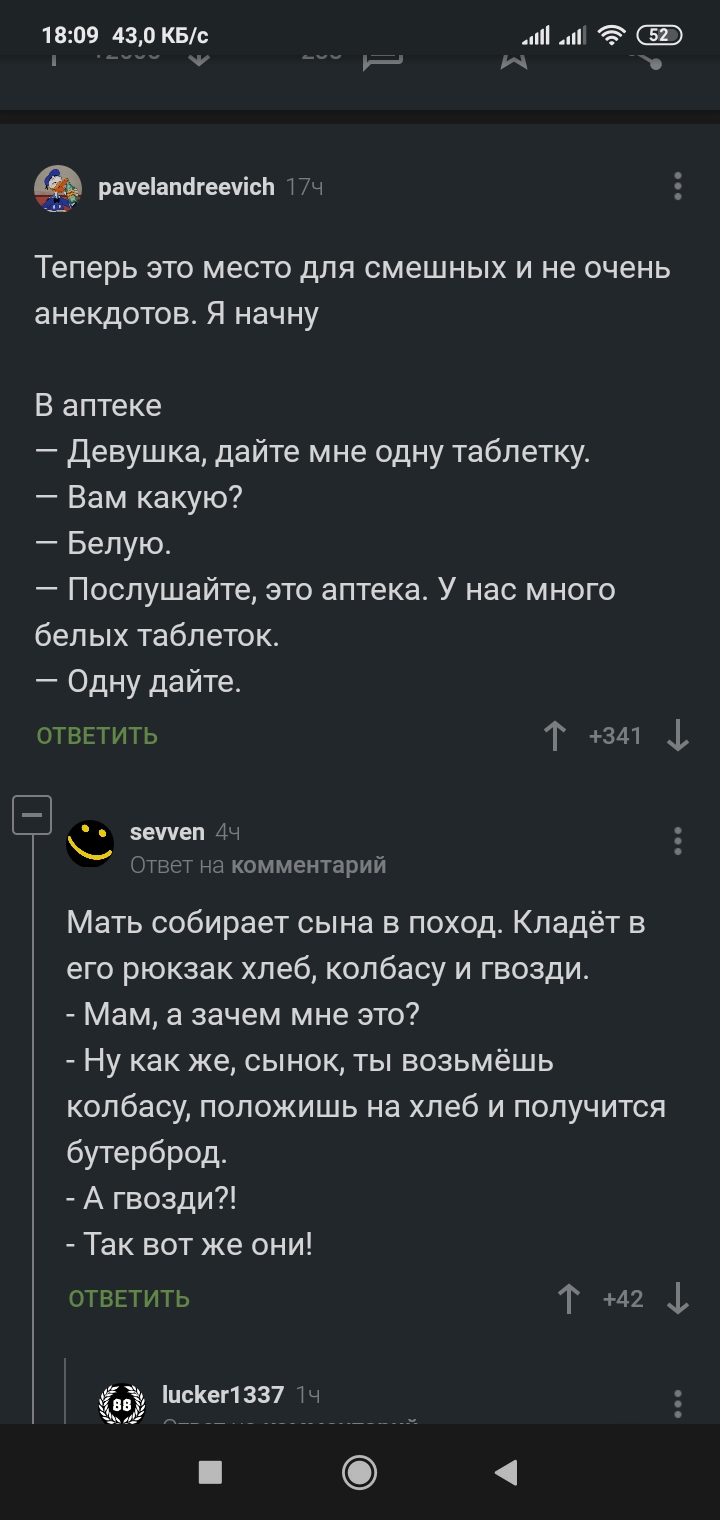 18:09 43,0 КБ/с 52
pavelandreevich 17ч
Теперь это место для смешных и не очень
анекдотов. Я начну
В аптеке
— Девушка, дайте мне одну таблетку.
— Вам какую?
— Белую.
— Послушайте, это аптека. У нас много
белых таблеток.
— Одну дайте.
ОТВЕТИТЬ +341
sevven 4ч
Ответ на комментарий
Мать собирает сына в поход. Кладёт в
его рюкзак хлеб, колбасу и гвозди.
- Мам, а зачем мне это?
- Ну как же, сынок, ты возьмёшь
колбасу, положишь на хлеб и получится
бутерброд.
- А гвозди?!
- Так вот же они!
ОТВЕТИТЬ +42
88 lucker1337 1ч